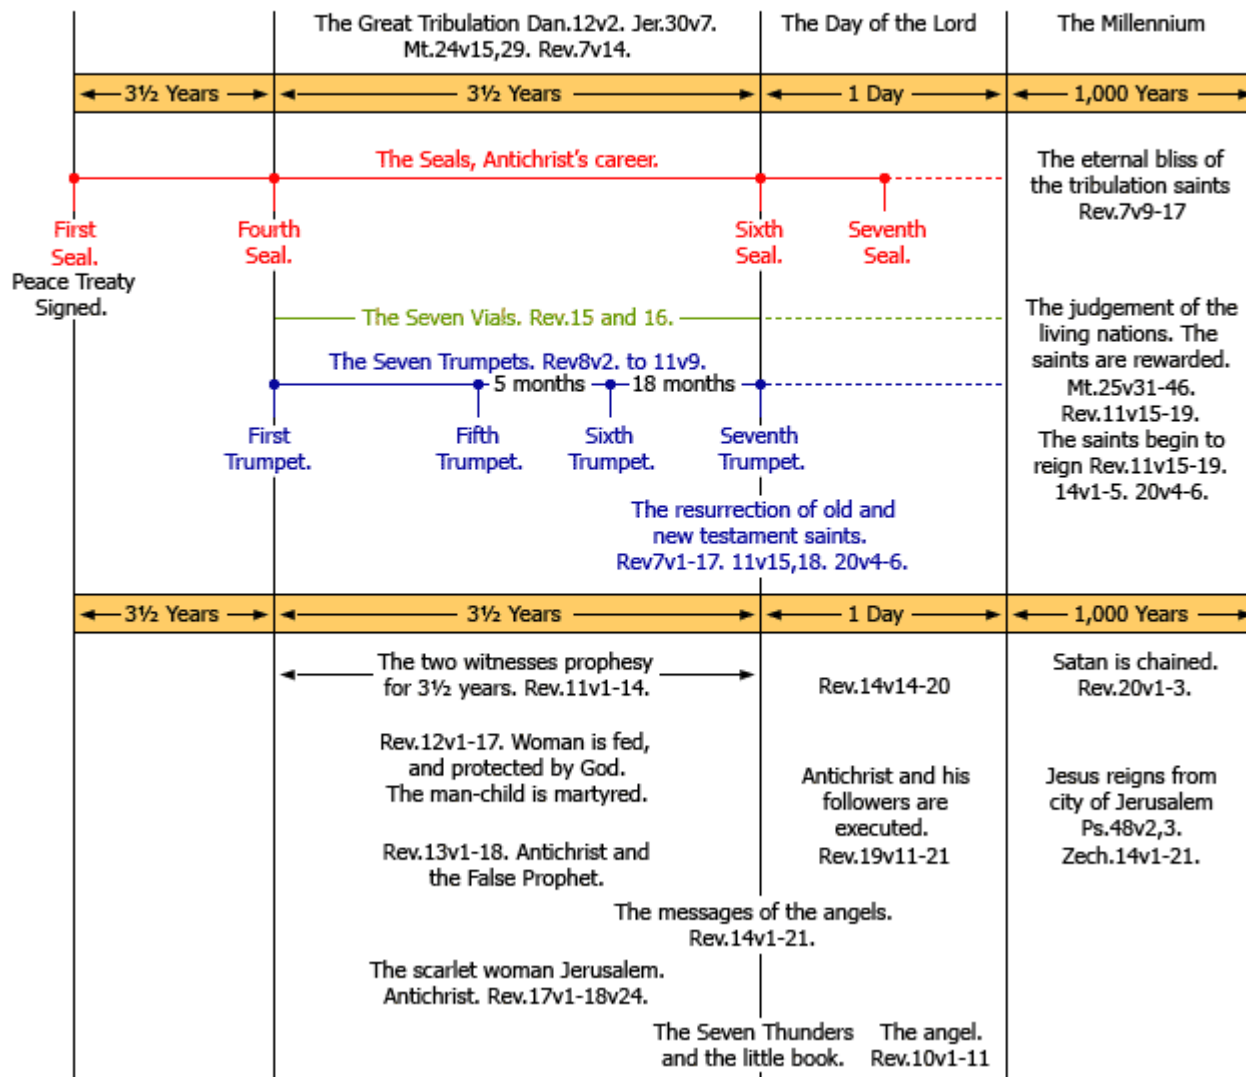 The Great Tribulation Dan.12v2. Jer.30v7.
Mt.24v15,29. Rev.7v14.
The Day of the Lord
The Millennium
3½ Years
3½ Years
1 Day
1,000 Years
The Seals, Antichrist's career.
First
Seal.
Peace Treaty
Signed.
Fourth
Seal.
Sixth
Seal.
Seventh
Seal.
The eternal bliss of
the tribulation saints
Rev.7v9-17
The Seven Vials. Rev.15 and 16.
The Seven Trumpets. Rev8v2. to 11v9.
5 months
18 months
First
Trumpet.
Fifth
Trumpet.
Sixth
Trumpet.
Seventh
Trumpet.
The resurrection of old and
new testament saints.
Rev7v1-17. 11v15,18. 20v4-6.
The judgement of the
living nations. The
saints are rewarded.
Mt.25v31-46.
Rev.11v15-19.
The saints begin to
reign Rev.11v15-19.
14v1-5. 20v4-6.
3½ Years
3½ Years
1 Day
1,000 Years
The two witnesses prophesy
for 3½ years. Rev.11v1-14.
Rev.12v1-17. Woman is fed,
and protected by God.
The man-child is martyred.
Rev.13v1-18. Antichrist and
the False Prophet.
The messages of the angels.
Rev.14v1-21.
The scarlet woman Jerusalem.
Antichrist. Rev.17v1-18v24.
The Seven Thunders
and the little book.
The angel.
Rev.10v1-11
Rev.14v14-20
Antichrist and his
followers are
executed.
Rev.19v11-21
Satan is chained.
Rev.20v1-3.
Jesus reigns from
city of Jerusalem
Ps.48v2,3.
Zech.14v1-21.